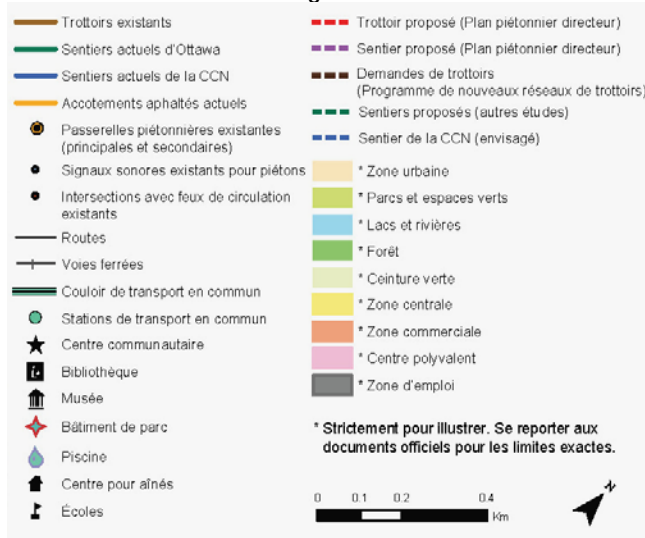 Trottoirs existants
Sentiers actuels d'Ottawa
Sentiers actuels de la CCN
Accotements aphaltés actuels
Passerelles piétonnières existantes
(principales et secondaires)
Signaux sonores existants pour piétons
Intersections avec feux de circulation
existants
Routes
Voies ferrées
Couloir de transport en commun
Stations de transport en commun
Centre communautaire
Bibliothèque
Musée
Bâtiment de parc
Piscine
Centre pour aînés
Écoles
Trottoir proposé (Plan piétonnier directeur)
Sentier proposé (Plan piétonnier directeur)
Demandes de trottoirs
(Programme de nouveaux réseaux de trottoirs)
Sentiers proposés (autres études)
Sentier de la CCN (envisagé)
* Zone urbaine
* Parcs et espaces verts
* Lacs et rivières
* Forêt
* Ceinture verte
* Zone centrale
* Zone commerciale
* Centre polyvalent
* Zone d'emploi
* Strictement pour illustrer. Se reporter aux
documents officiels pour les limites exactes.
0 0.1 0.2 0.4
Km
N